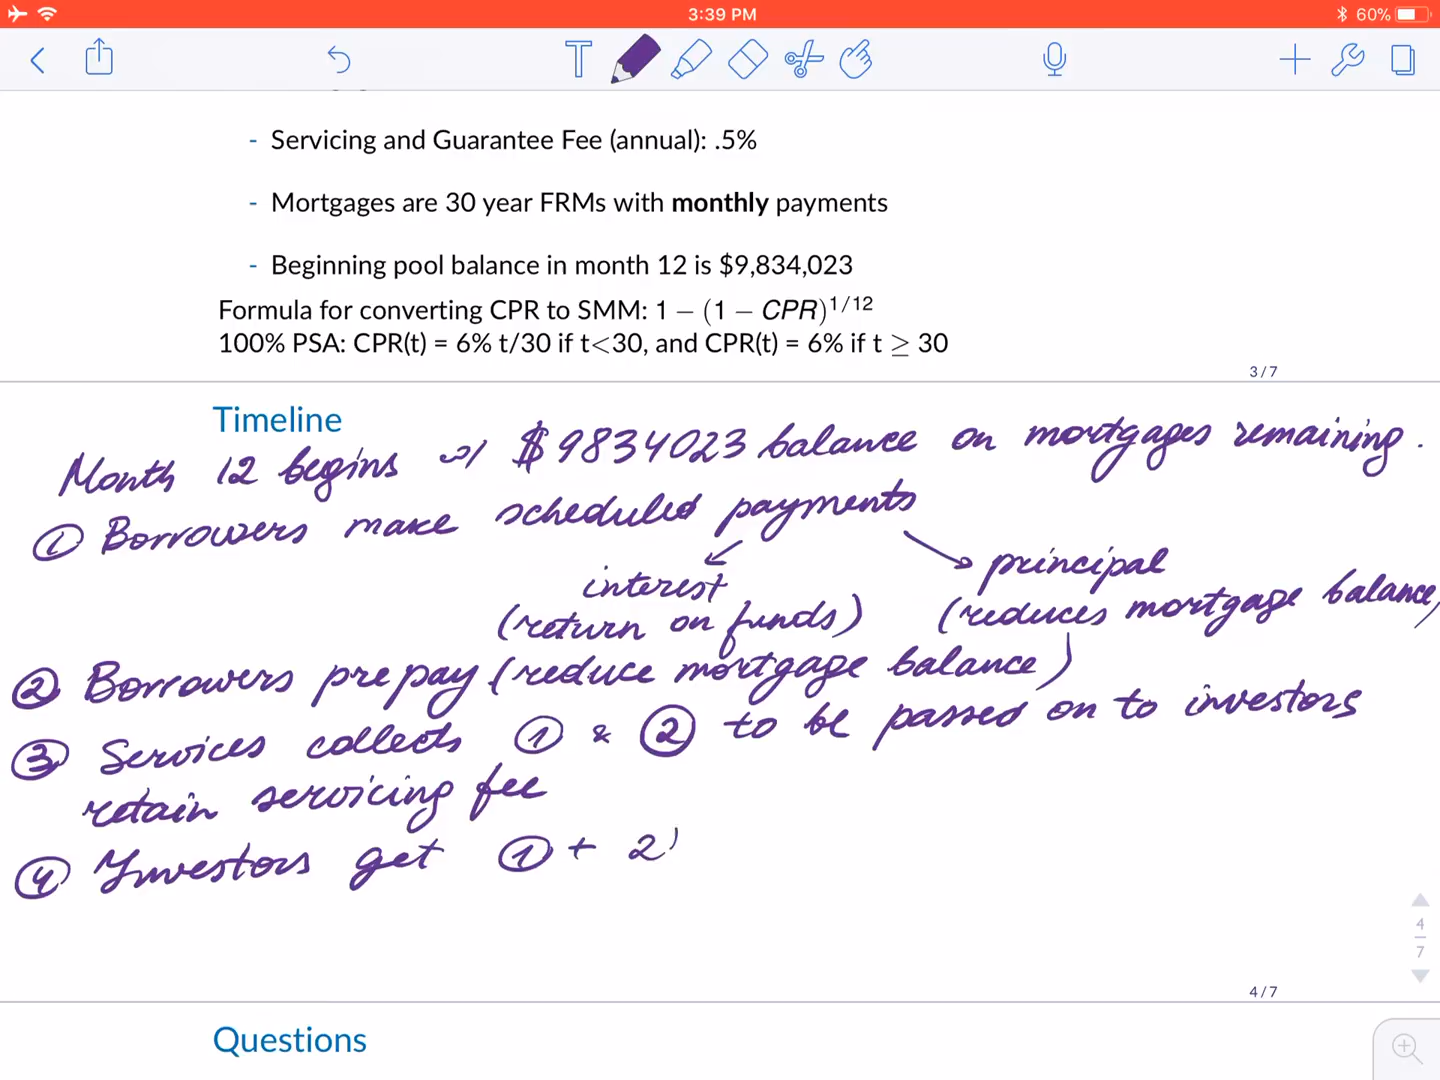 3:39 PM
60%
T
- Servicing and Guarantee Fee (annual): .5%
- Mortgages are 30 year FRMs with monthly payments
- Beginning pool balance in month 12 is $9,834,023
Formula for converting CPR to SMM: 1 − (1 − CPR)^1/12
100% PSA: CPR(t) = 6% t/30 if t<30, and CPR(t) = 6% if t ≥ 30
3 / 7
Timeline
Month 12 begins w/ $9834023 balance on mortgages remaining.
① Borrowers make scheduled payments
interest principal
(return on funds) (reduces mortgage balance)
② Borrowers prepay (reduce mortgage balance)
③ Services collects ① & ② to be passed on to investors
retain servicing fee
④ Investors get ① + 2)
4
7
4 / 7
Questions